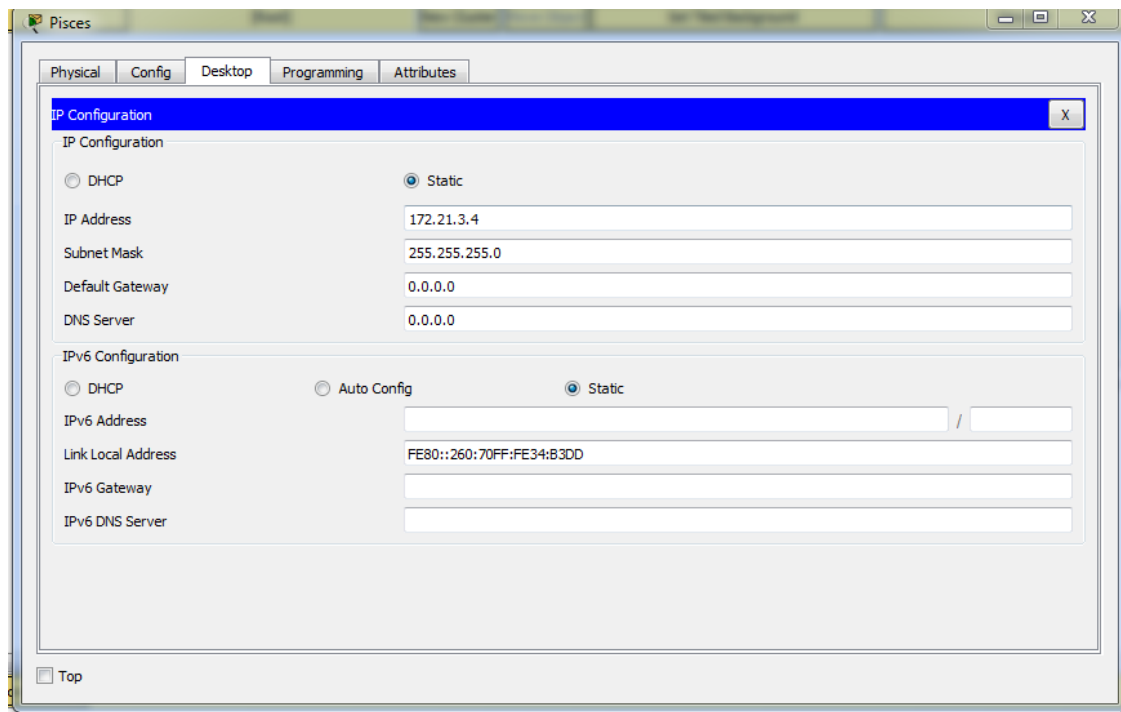 Pisces
Physical Config Desktop Programming Attributes
IP Configuration X
IP Configuration
DHCP Static
IP Address 172.21.3.4
Subnet Mask 255.255.255.0
Default Gateway 0.0.0.0
DNS Server 0.0.0.0
IPv6 Configuration
DHCP Auto Config Static
IPv6 Address /
Link Local Address FE80::260:70FF:FE34:B3DD
IPv6 Gateway
IPv6 DNS Server
Top